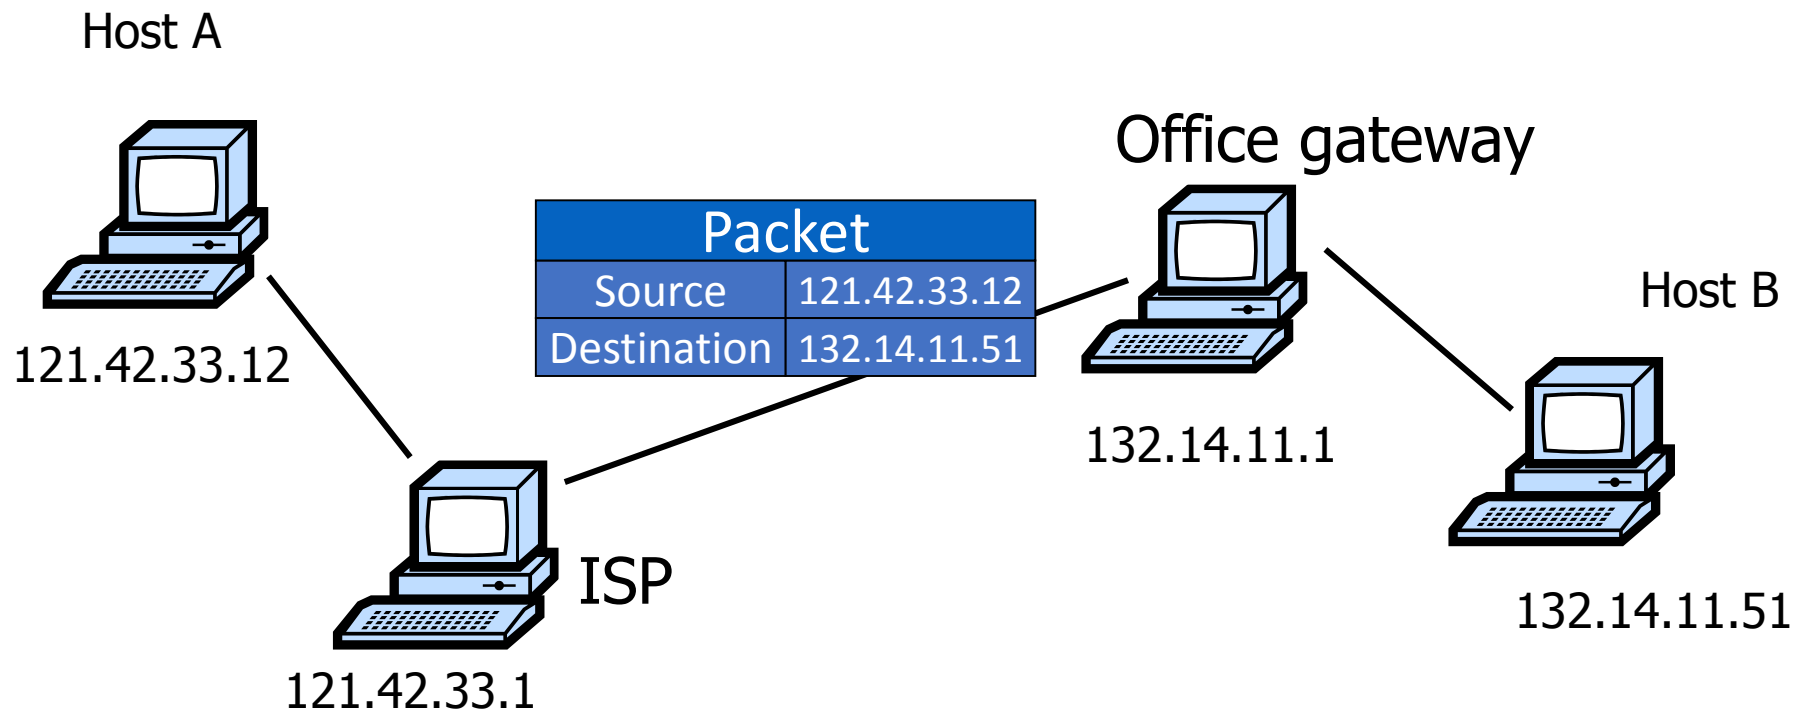 Host A
121.42.33.12
ISP
121.42.33.1
Packet
Source 121.42.33.12
Destination 132.14.11.51
Office gateway
132.14.11.1
Host B
132.14.11.51